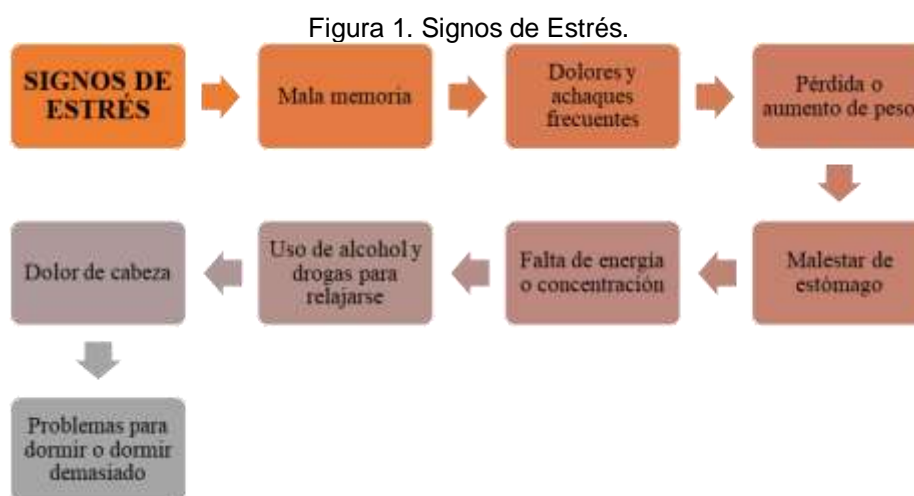 Figura 1. Signos de Estrés.
SIGNOS DE
ESTRÉS
Mala memoria
Dolores y
achaques
frecuentes
Pérdida o
aumento de peso
Malestar de
estómago
Falta de energía
o concentración
Uso de alcohol y
drogas para
relajarse
Dolor de cabeza
Problemas para
dormir o dormir
demasiado